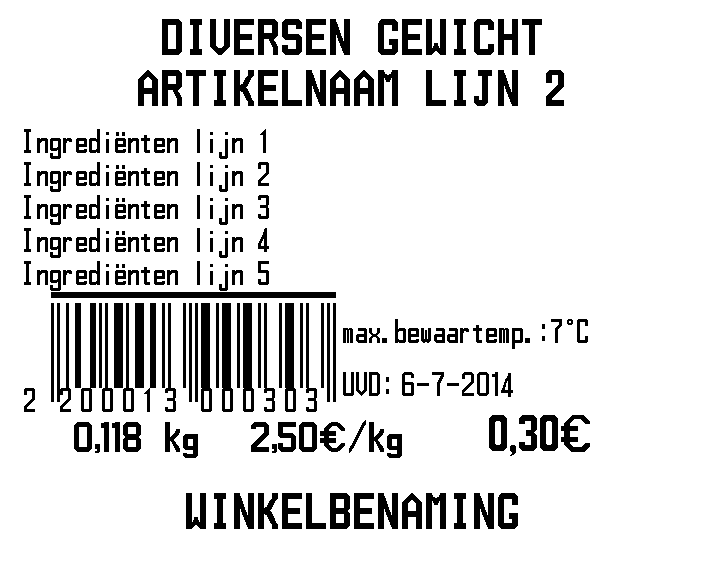 DIVERSEN GEWICHT
ARTIKELNAAM LIJN 2
Ingrediënten lijn 1
Ingrediënten lijn 2
Ingrediënten lijn 3
Ingrediënten lijn 4
Ingrediënten lijn 5
max.bewaartemp.:7°C
UVD: 6-7-2014
2 200013 000303
0,118 kg 2,50€/kg 0,30€
WINKELBENAMING